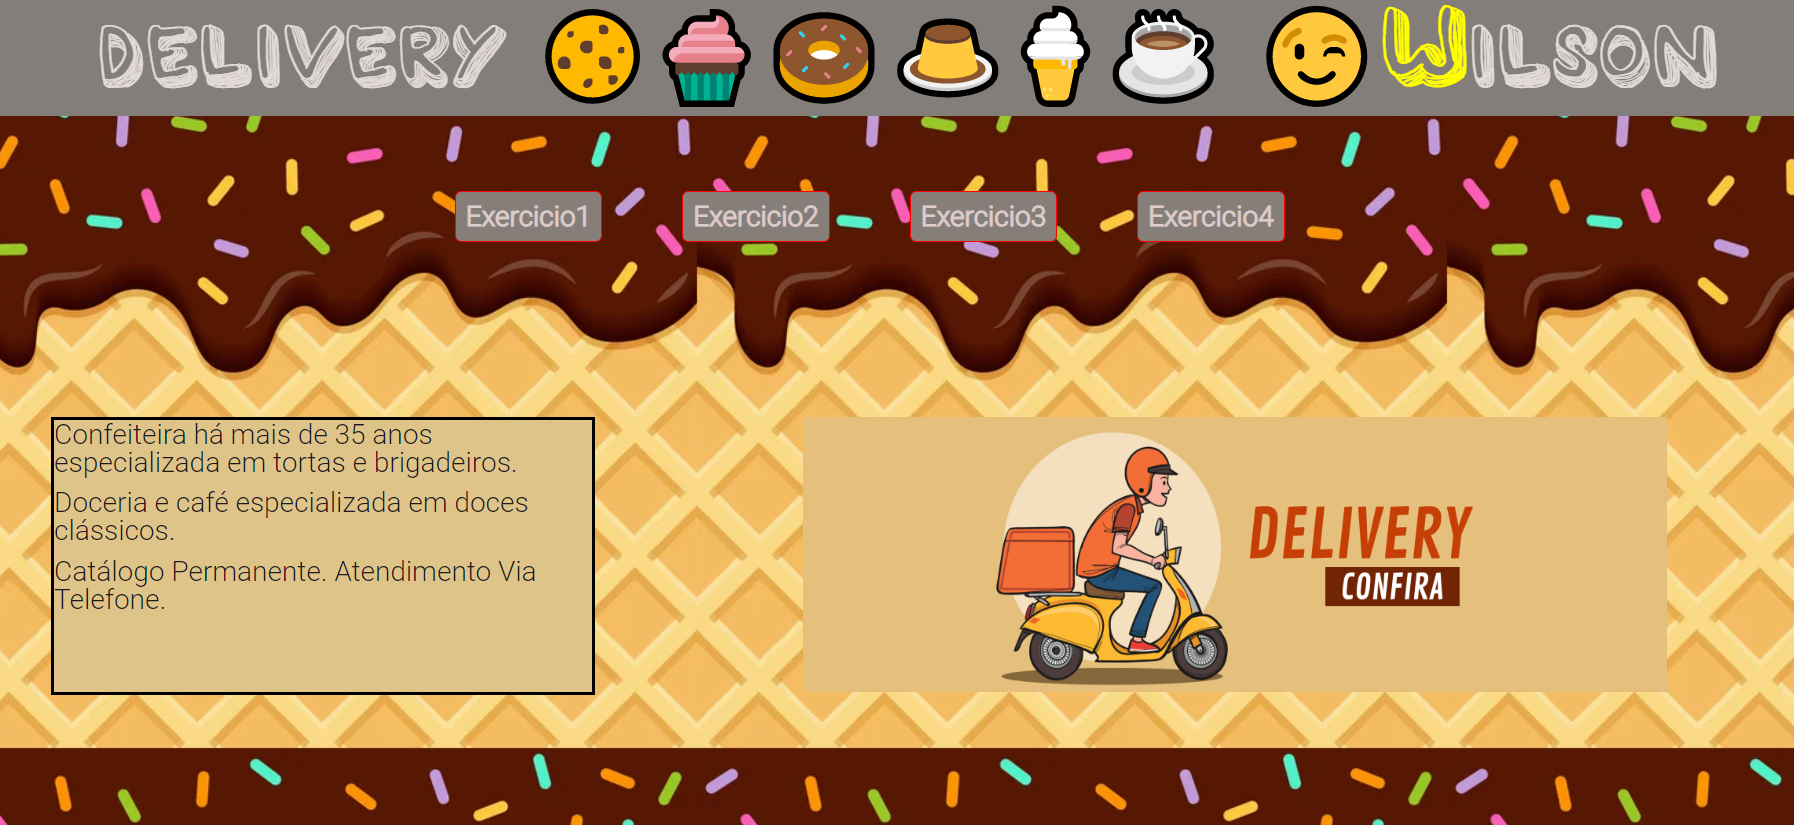 DELIVERY WILSON
Exercicio1 Exercicio2 Exercicio3 Exercicio4
Confeiteira há mais de 35 anos
especializada em tortas e brigadeiros.
Doceria e café especializada em doces
clássicos.
Catálogo Permanente. Atendimento Via
Telefone.
DELIVERY
CONFIRA